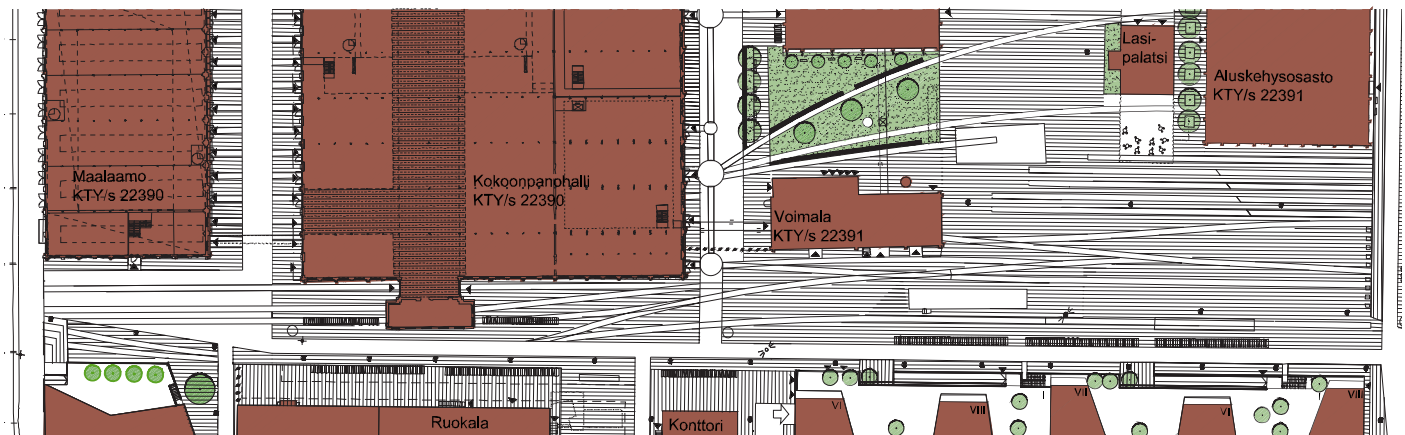 Lasi-
palatsi
Aluskehysosasto
KTY/s 22391
Maalaamo
KTY/s 22390
Kokoonpanohalli
KTY/s 22390
Voimala
KTY/s 22391
Ruokala
Konttori
VI
VIII
I
VII
VI
I
VIII